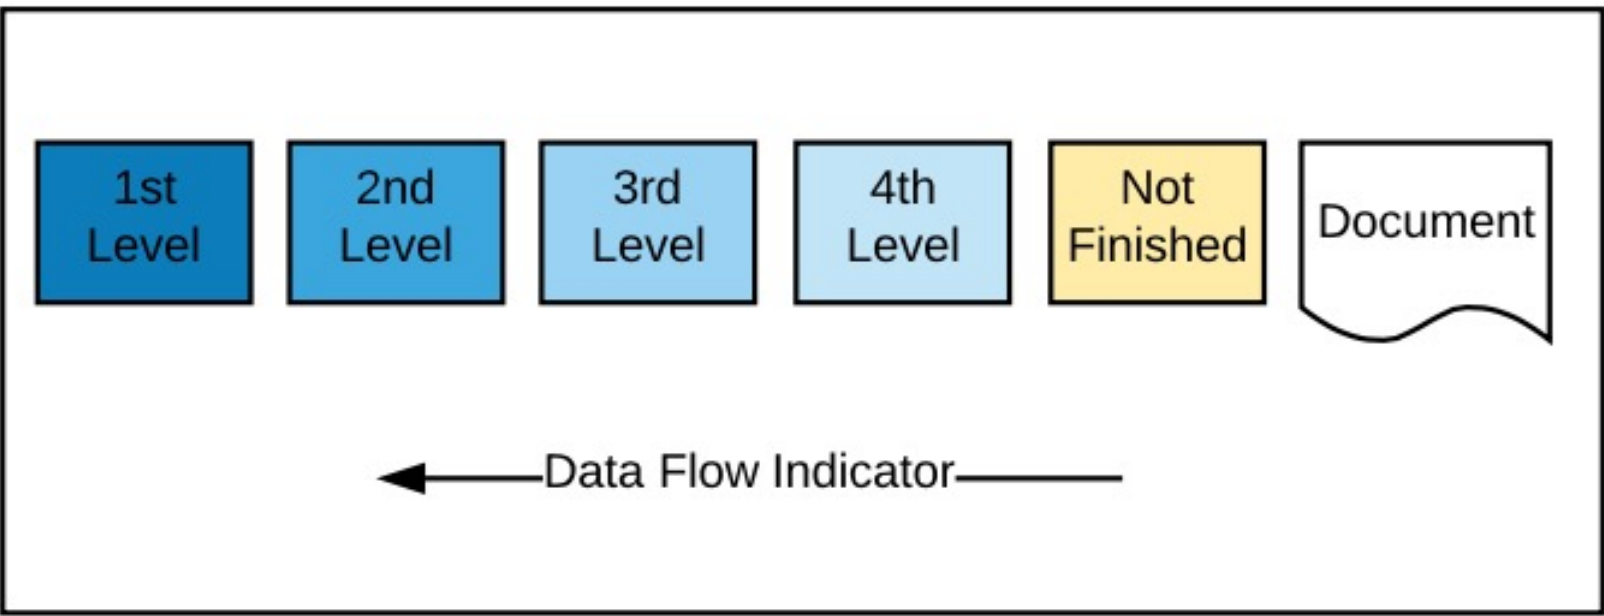 1st
Level
2nd
Level
3rd
Level
4th
Level
Not
Finished
Document
Data Flow Indicator